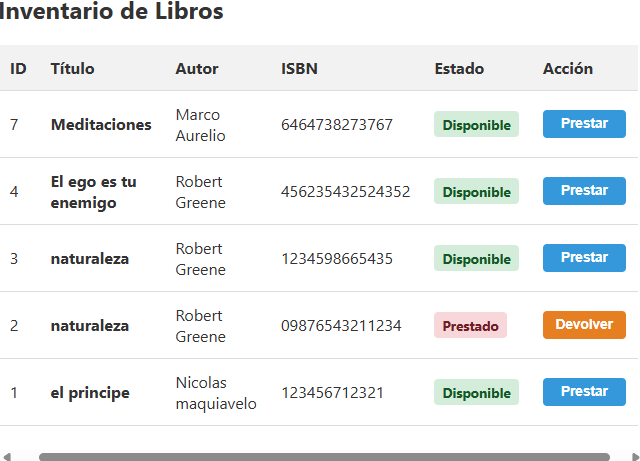 Inventario de Libros
ID Título Autor ISBN Estado Acción
7 Meditaciones Marco Aurelio 6464738273767 Disponible Prestar
4 El ego es tu enemigo Robert Greene 456235432524352 Disponible Prestar
3 naturaleza Robert Greene 1234598665435 Disponible Prestar
2 naturaleza Robert Greene 09876543211234 Prestado Devolver
1 el principe Nicolas maquiavelo 123456712321 Disponible Prestar